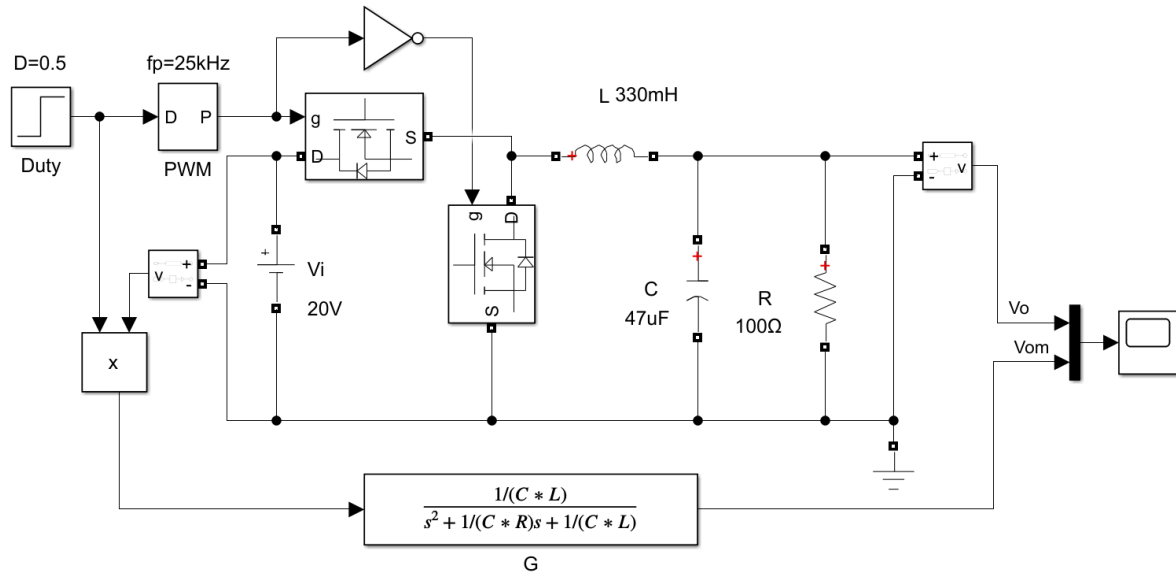 D=0.5
fp=25kHz
D P
Duty
PWM
g
D
S
L 330mH
+
+
-
v
g
D
S
+
-
v
+
Vi
20V
+
C
47uF
+
R
100Ω
x
Vo
Vom
1/(C * L)
s² + 1/(C * R)s + 1/(C * L)
G